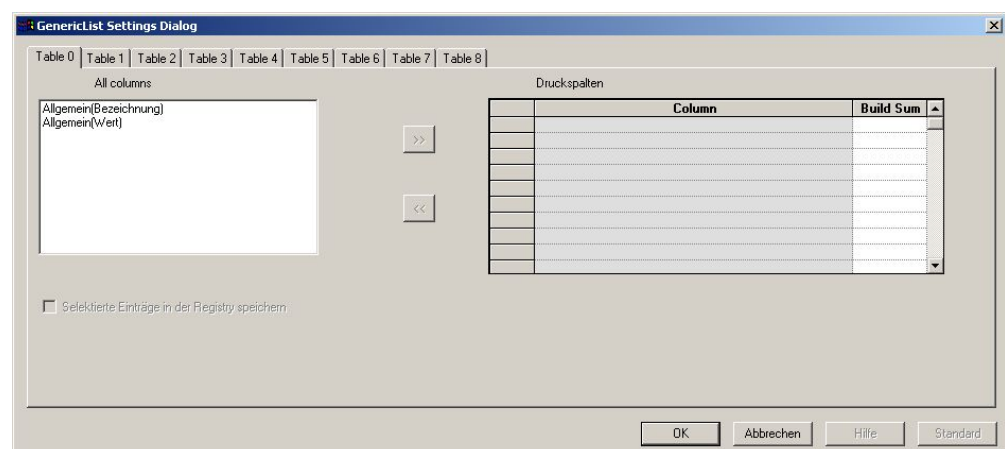 GenericList Settings Dialog
Table 0 Table 1 Table 2 Table 3 Table 4 Table 5 Table 6 Table 7 Table 8
All columns Druckspalten
Allgemein(Bezeichnung)
Allgemein(Wert)
Column Build Sum
>>
<<
Selektierte Einträge in der Registry speichern
OK Abbrechen Hilfe Standard